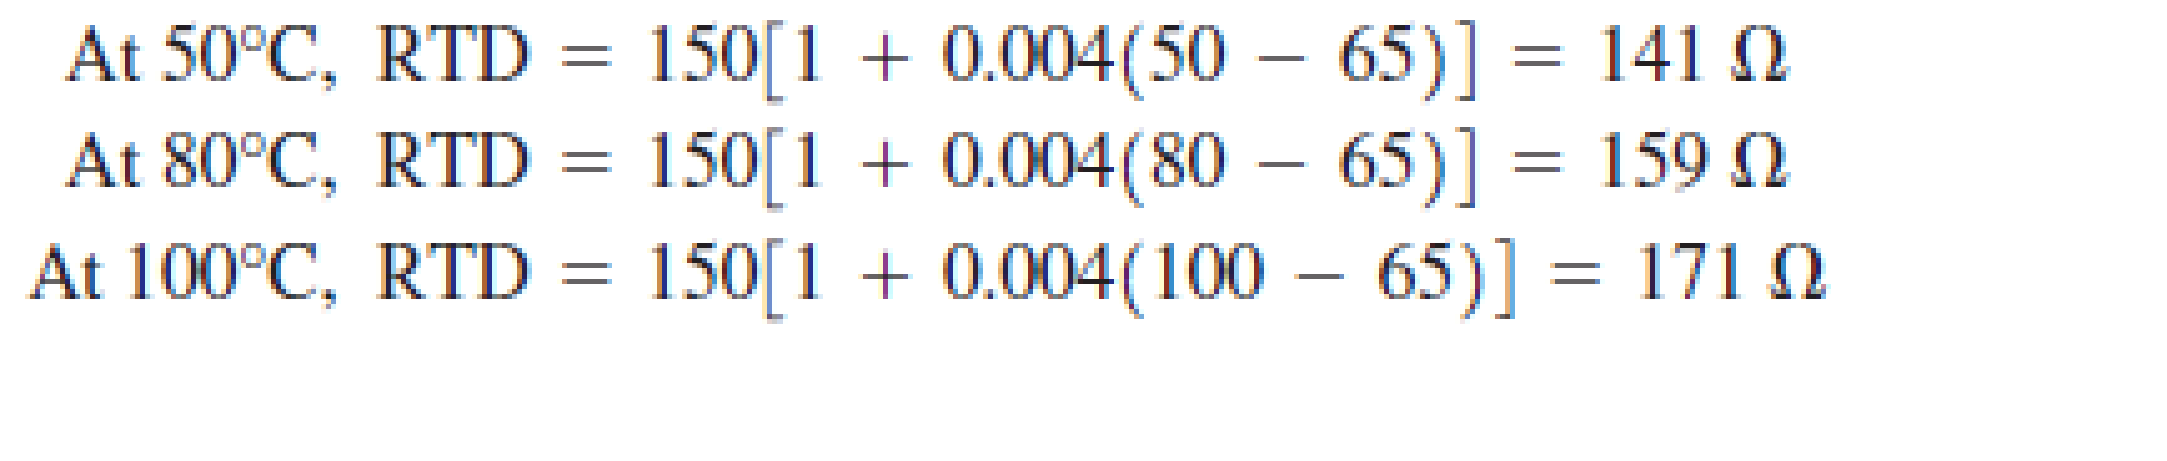 At 50°C, RTD = 150[1 + 0.004(50 − 65)] = 141 Ω
At 80°C, RTD = 150[1 + 0.004(80 − 65)] = 159 Ω
At 100°C, RTD = 150[1 + 0.004(100 − 65)] = 171 Ω